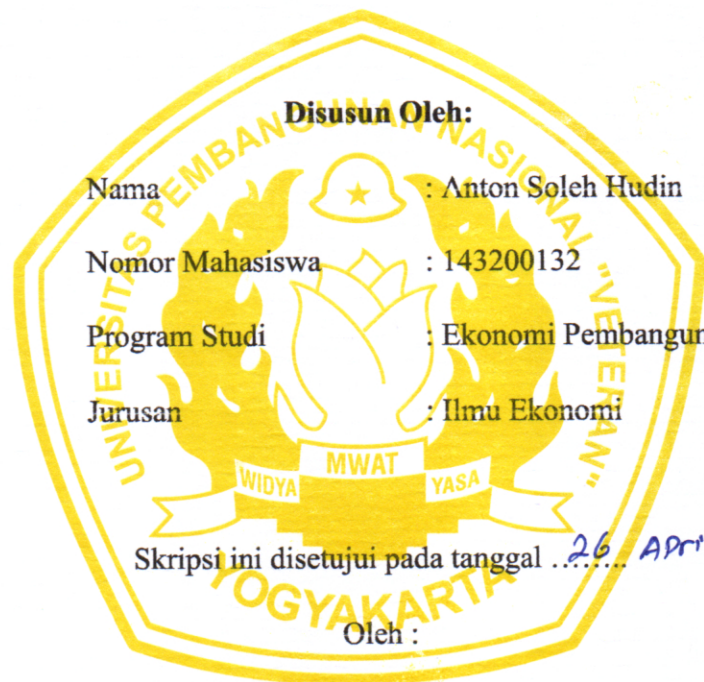 Disusun Oleh:
Nama : Anton Soleh Hudin
Nomor Mahasiswa : 143200132
Program Studi : Ekonomi Pembangun
Jurusan : Ilmu Ekonomi
Skripsi ini disetujui pada tanggal ........ 26 Apri
Oleh :
UNIVERSITAS PEMBANGUNAN NASIONAL "VETERAN"
WIDYA MWAT YASA
YOGYAKARTA